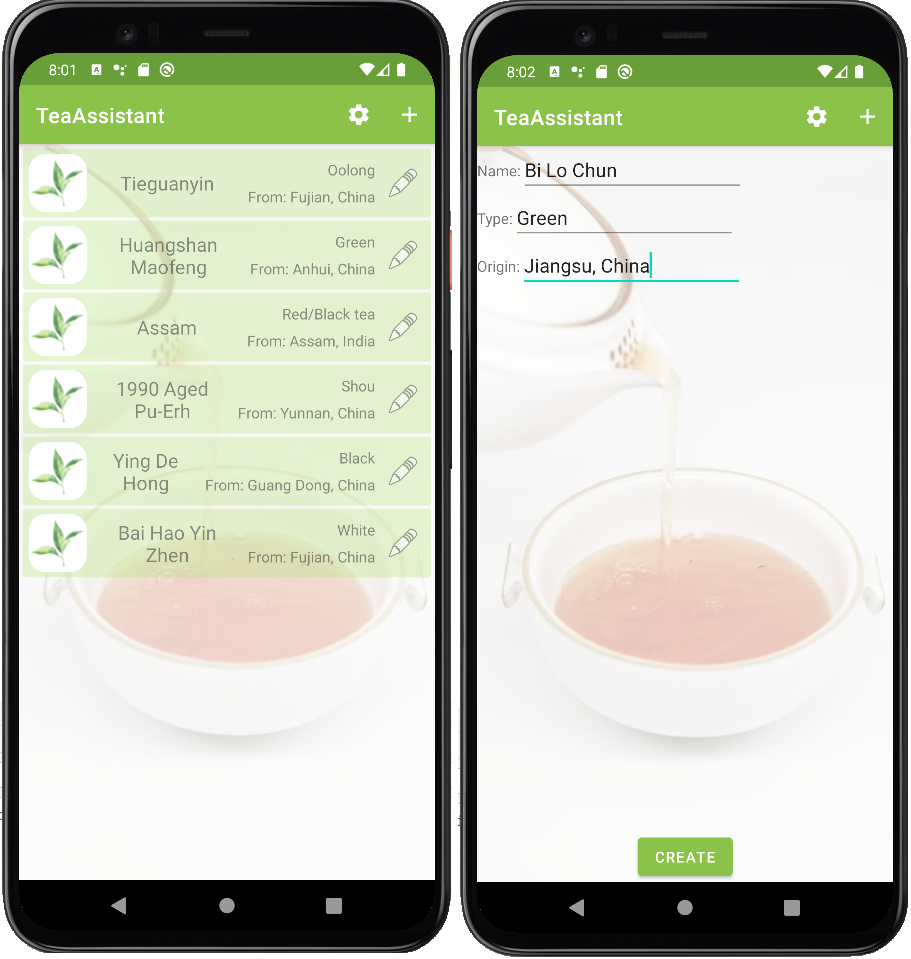 8:01
TeaAssistant
Tieguanyin
Oolong
From: Fujian, China
Huangshan
Maofeng
Green
From: Anhui, China
Assam
Red/Black tea
From: Assam, India
1990 Aged
Pu-Erh
Shou
From: Yunnan, China
Ying De
Hong
Black
From: Guang Dong, China
Bai Hao Yin
Zhen
White
From: Fujian, China
8:02
TeaAssistant
Name: Bi Lo Chun
Type: Green
Origin: Jiangsu, China
CREATE